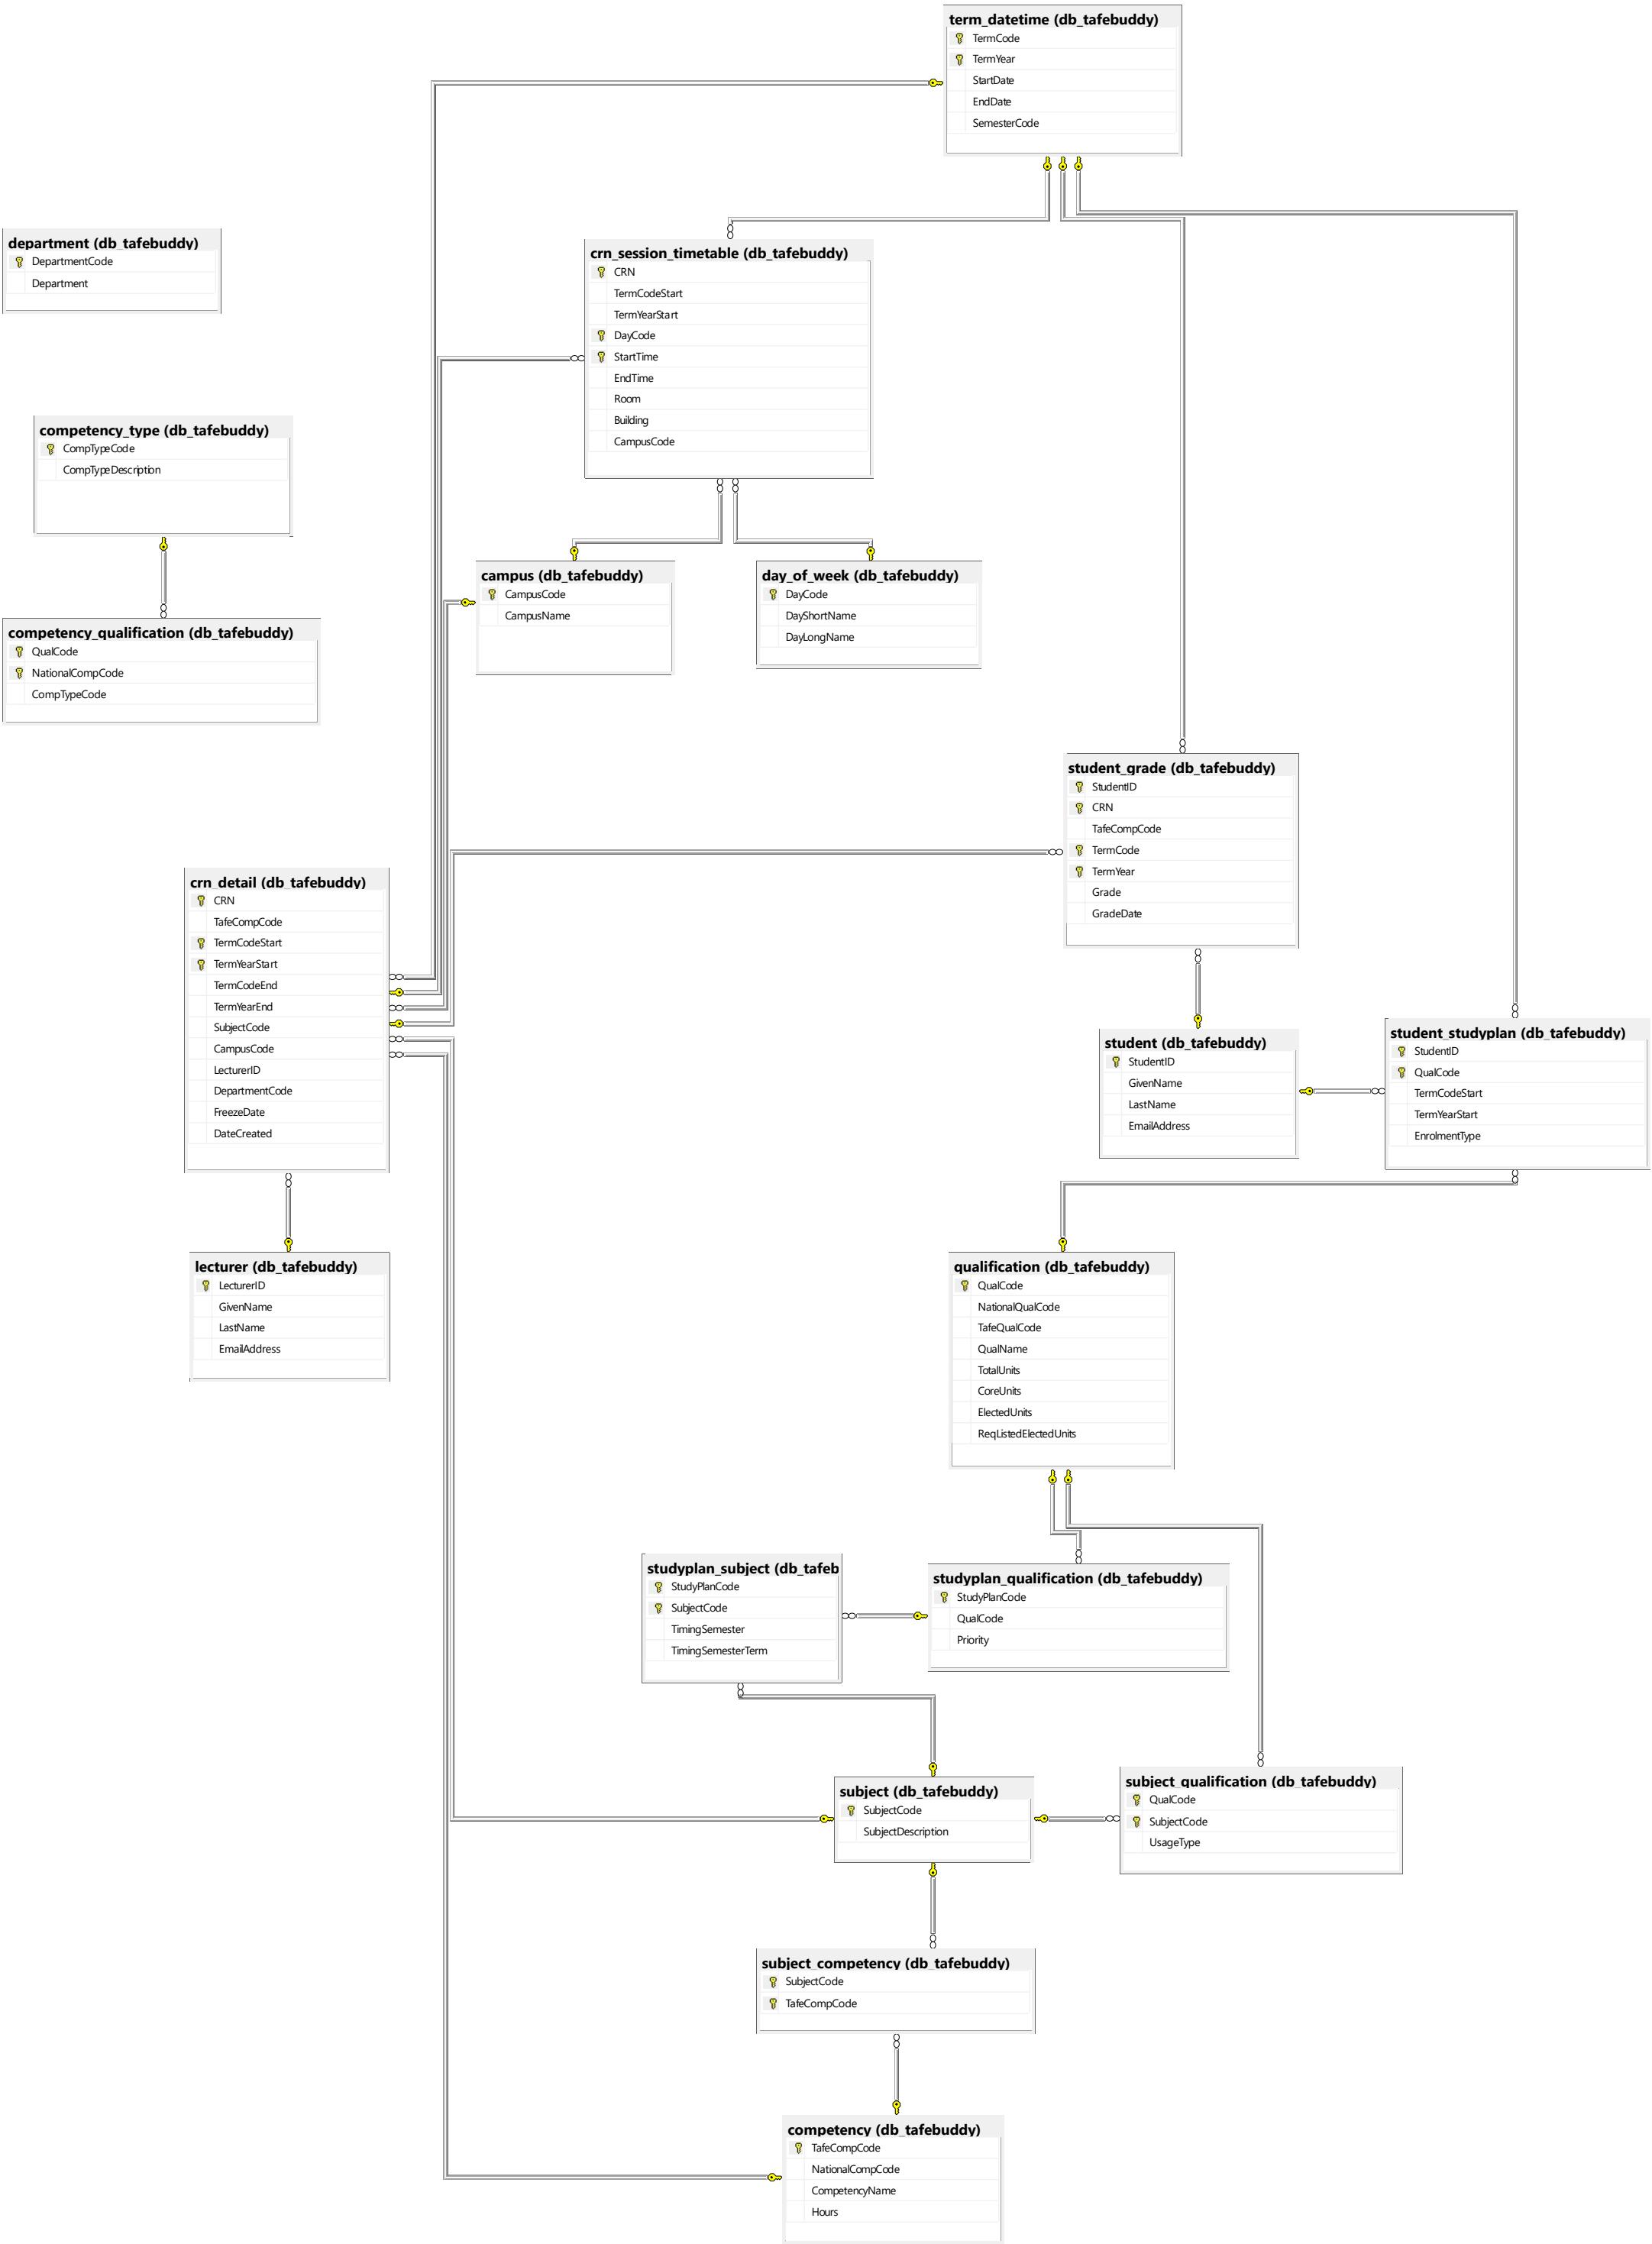 term_datetime (db_tafebuddy)
TermCode
TermYear
StartDate
EndDate
SemesterCode
department (db_tafebuddy)
DepartmentCode
Department
crn_session_timetable (db_tafebuddy)
CRN
TermCodeStart
TermYearStart
DayCode
StartTime
EndTime
Room
Building
CampusCode
competency_type (db_tafebuddy)
CompTypeCode
CompTypeDescription
campus (db_tafebuddy)
CampusCode
CampusName
day_of_week (db_tafebuddy)
DayCode
DayShortName
DayLongName
competency_qualification (db_tafebuddy)
QualCode
NationalCompCode
CompTypeCode
student_grade (db_tafebuddy)
StudentID
CRN
TafeCompCode
TermCode
TermYear
Grade
GradeDate
crn_detail (db_tafebuddy)
CRN
TafeCompCode
TermCodeStart
TermYearStart
TermCodeEnd
TermYearEnd
SubjectCode
CampusCode
LecturerID
DepartmentCode
FreezeDate
DateCreated
student (db_tafebuddy)
StudentID
GivenName
LastName
EmailAddress
student_studyplan (db_tafebuddy)
StudentID
QualCode
TermCodeStart
TermYearStart
EnrolmentType
lecturer (db_tafebuddy)
LecturerID
GivenName
LastName
EmailAddress
qualification (db_tafebuddy)
QualCode
NationalQualCode
TafeQualCode
QualName
TotalUnits
CoreUnits
ElectedUnits
ReqListedElectedUnits
studyplan_subject (db_tafeb
StudyPlanCode
SubjectCode
TimingSemester
TimingSemesterTerm
studyplan_qualification (db_tafebuddy)
StudyPlanCode
QualCode
Priority
subject (db_tafebuddy)
SubjectCode
SubjectDescription
subject_qualification (db_tafebuddy)
QualCode
SubjectCode
UsageType
subject_competency (db_tafebuddy)
SubjectCode
TafeCompCode
competency (db_tafebuddy)
TafeCompCode
NationalCompCode
CompetencyName
Hours